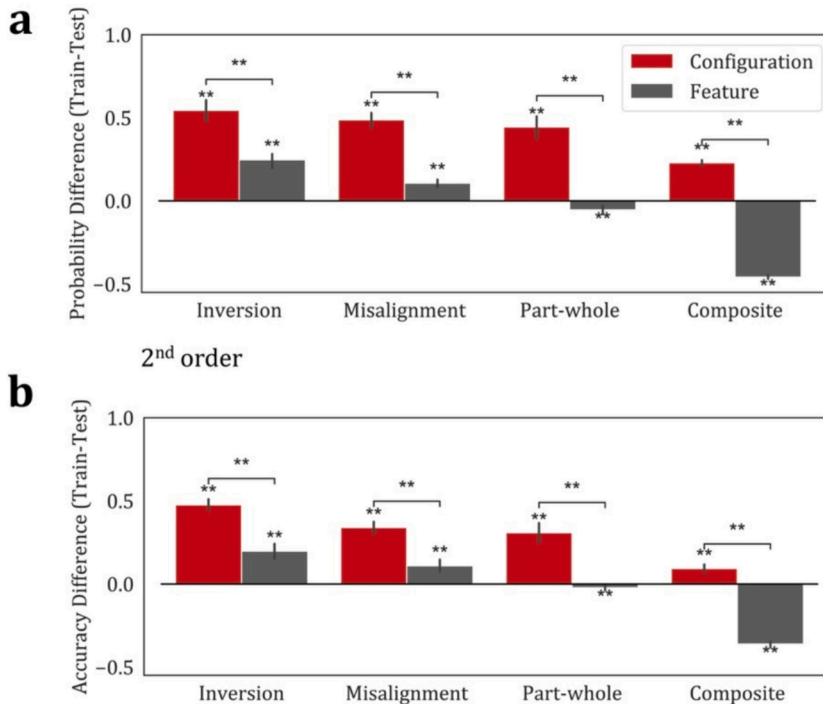 a
Probability Difference (Train-Test)
1.0
0.5
0.0
−0.5
Configuration
Feature
**
**
**
**
**
**
**
**
**
**
**
**
Inversion
Misalignment
Part-whole
Composite
2nd order
b
Accuracy Difference (Train-Test)
1.0
0.5
0.0
−0.5
**
**
**
**
**
**
**
**
**
**
**
**
Inversion
Misalignment
Part-whole
Composite